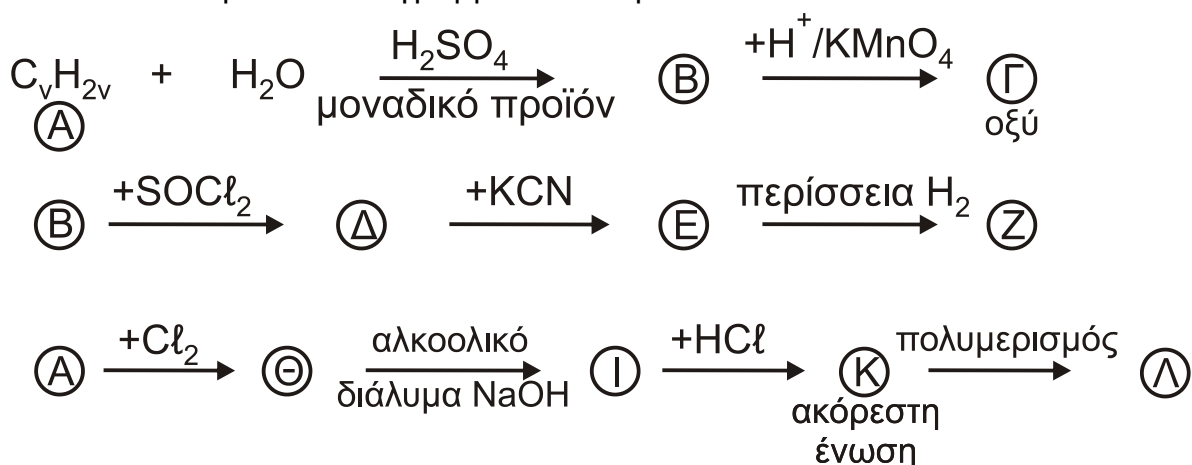 CνH2ν + H2O H2SO4 μοναδικό προϊόν Β +H+/KMnO4 Γ
Α οξύ
Β +SOCℓ2 Δ +KCN Ε περίσσεια H2 Ζ
Α +Cℓ2 Θ αλκοολικό διάλυμα NaOH Ι +HCℓ Κ πολυμερισμός Λ
ακόρεστη
ένωση